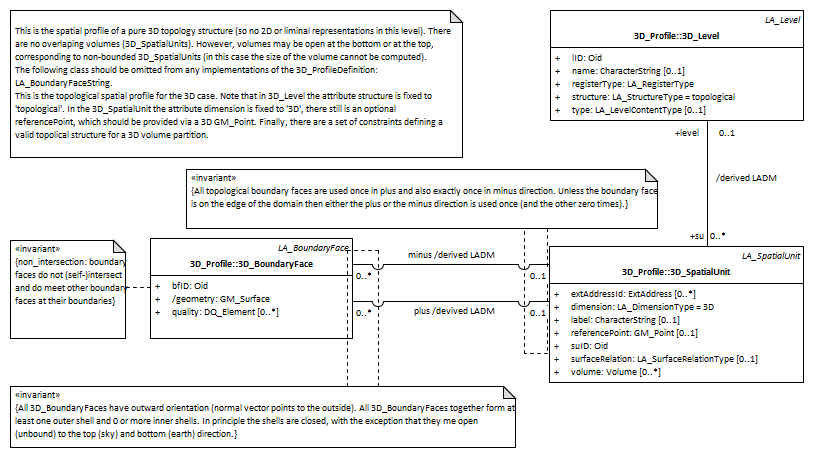 This is the spatial profile of a pure 3D topology structure (so no 2D or liminal representations in this level). There
are no overlaping volumes (3D_SpatialUnits). However, volumes may be open at the bottom or at the top,
corresponding to non-bounded 3D_SpatialUnits (in this case the size of the volume cannot be computed).
The following class should be omitted from any implementations of the 3D_ProfileDefinition:
LA_BoundaryFaceString.
This is the topological spatial profile for the 3D case. Note that in 3D_Level the attribute structure is fixed to
'topological'. In the 3D_SpatialUnit the attribute dimension is fixed to '3D', there still is an optional
referencePoint, which should be provided via a 3D GM_Point. Finally, there are a set of constraints defining a
valid topolical structure for a 3D volume partition.
LA_Level
3D_Profile::3D_Level
+ lID: Oid
+ name: CharacterString [0..1]
+ registerType: LA_RegisterType
+ structure: LA_StructureType = topological
+ type: LA_LevelContentType [0..1]
+level 0..1
/derived LADM
+su 0..*
«invariant»
{All topological boundary faces are used once in plus and also exactly once in minus direction. Unless the boundary face
is on the edge of the domain then either the plus or the minus direction is used once (and the other zero times).}
«invariant»
{non_intersection: boundary
faces do not (self-)intersect
and do meet other boundary
faces at their boundaries}
LA_BoundaryFace
3D_Profile::3D_BoundaryFace
+ bfID: Oid
+ /geometry: GM_Surface
+ quality: DQ_Element [0..*]
minus /derived LADM
0..* 0..1
plus /derived LADM
0..* 0..1
LA_SpatialUnit
3D_Profile::3D_SpatialUnit
+ extAddressId: ExtAddress [0..*]
+ dimension: LA_DimensionType = 3D
+ label: CharacterString [0..1]
+ referencePoint: GM_Point [0..1]
+ suID: Oid
+ surfaceRelation: LA_SurfaceRelationType [0..1]
+ volume: Volume [0..*]
«invariant»
{All 3D_BoundaryFaces have outward orientation (normal vector points to the outside). All 3D_BoundaryFaces together form at
least one outer shell and 0 or more inner shells. In principle the shells are closed, with the exception that they me open
(unbound) to the top (sky) and bottom (earth) direction.}